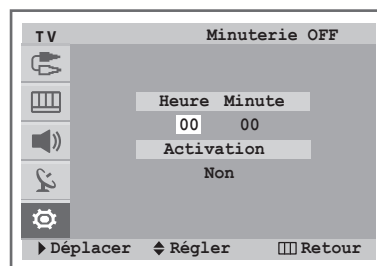 TV Minuterie OFF
Heure Minute
00 00
Activation
Non
Déplacer Régler Retour